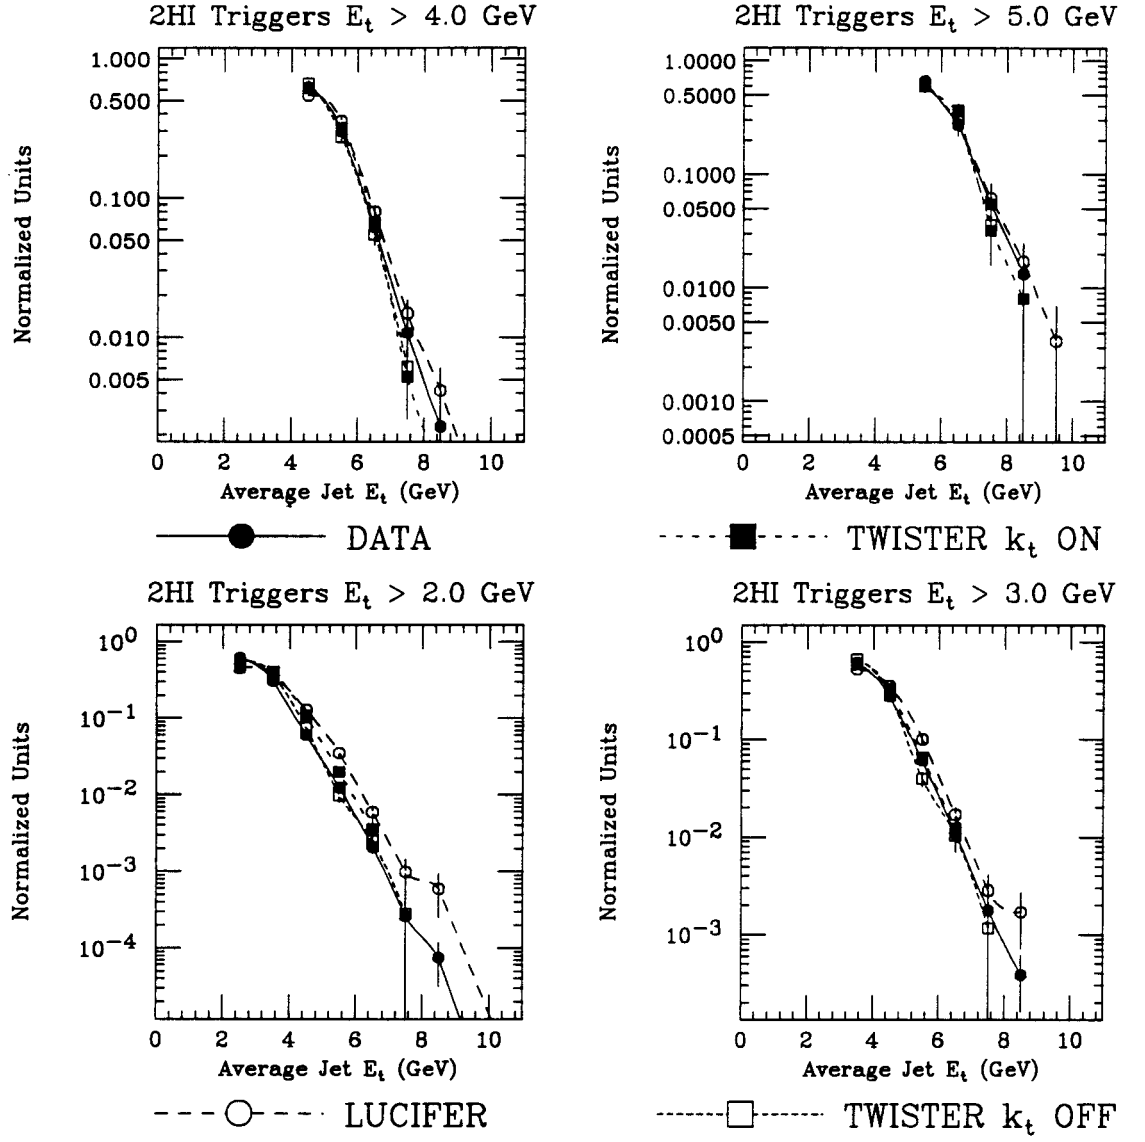 2HI Triggers E_t > 4.0 GeV
1.000
0.500
0.100
0.050
0.010
0.005
Normalized Units
0 2 4 6 8 10
Average Jet E_t (GeV)
2HI Triggers E_t > 5.0 GeV
1.0000
0.5000
0.1000
0.0500
0.0100
0.0050
0.0010
0.0005
Normalized Units
0 2 4 6 8 10
Average Jet E_t (GeV)
DATA
TWISTER k_t ON
2HI Triggers E_t > 2.0 GeV
10^0
10^-1
10^-2
10^-3
10^-4
Normalized Units
0 2 4 6 8 10
Average Jet E_t (GeV)
2HI Triggers E_t > 3.0 GeV
10^0
10^-1
10^-2
10^-3
Normalized Units
0 2 4 6 8 10
Average Jet E_t (GeV)
LUCIFER
TWISTER k_t OFF